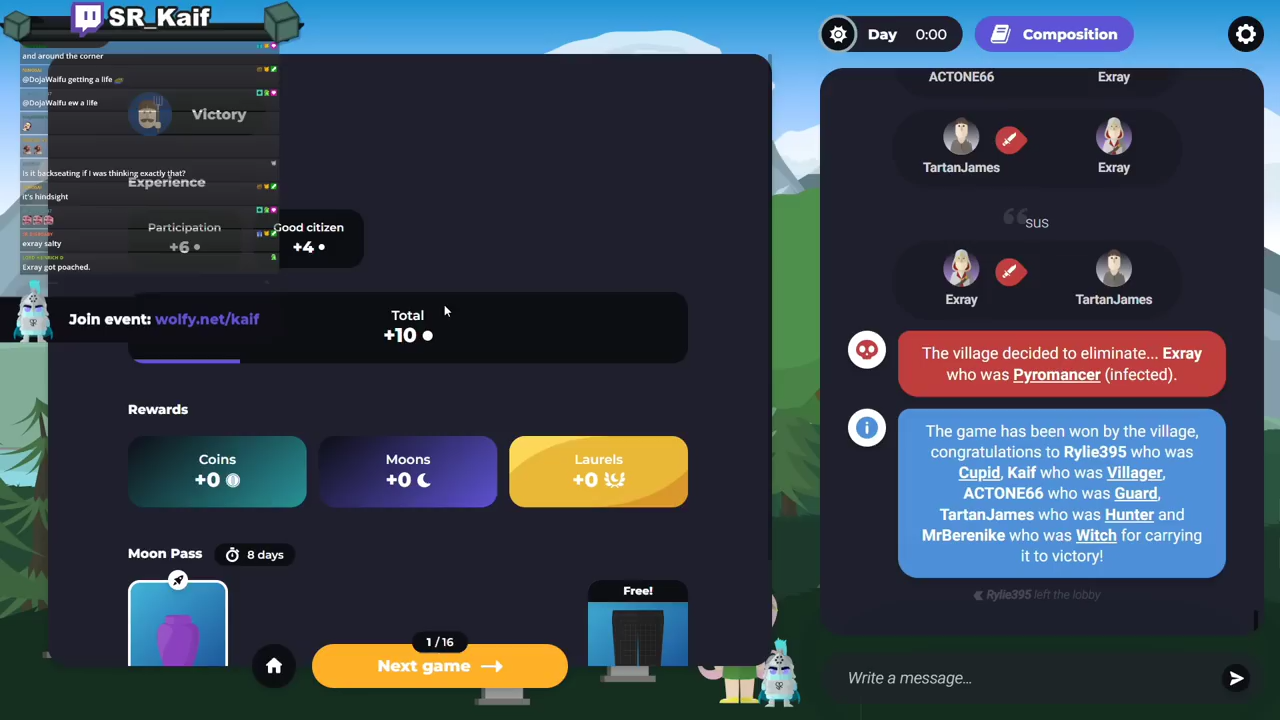 SR_Kaif
and around the corner
@DojaWaifu getting a life
@DojaWaifu ew a life
Victory
Is it backseating if I was thinking exactly that?
Experience
it's hindsight
Participation
+6
Good citizen
+4
exray salty
Exray got poached.
Join event: wolfy.net/kaif
Total
+10
Rewards
Coins
+0
Moons
+0
Laurels
+0
Moon Pass
8 days
Free!
1 / 16
Next game
Day 0:00
Composition
ACTONE66 Exray
TartanJames Exray
sus
Exray TartanJames
The village decided to eliminate... Exray
who was Pyromancer (infected).
The game has been won by the village,
congratulations to Rylie395 who was
Cupid, Kaif who was Villager,
ACTONE66 who was Guard,
TartanJames who was Hunter and
MrBerenike who was Witch for carrying
it to victory!
Rylie395 left the lobby
Write a message...